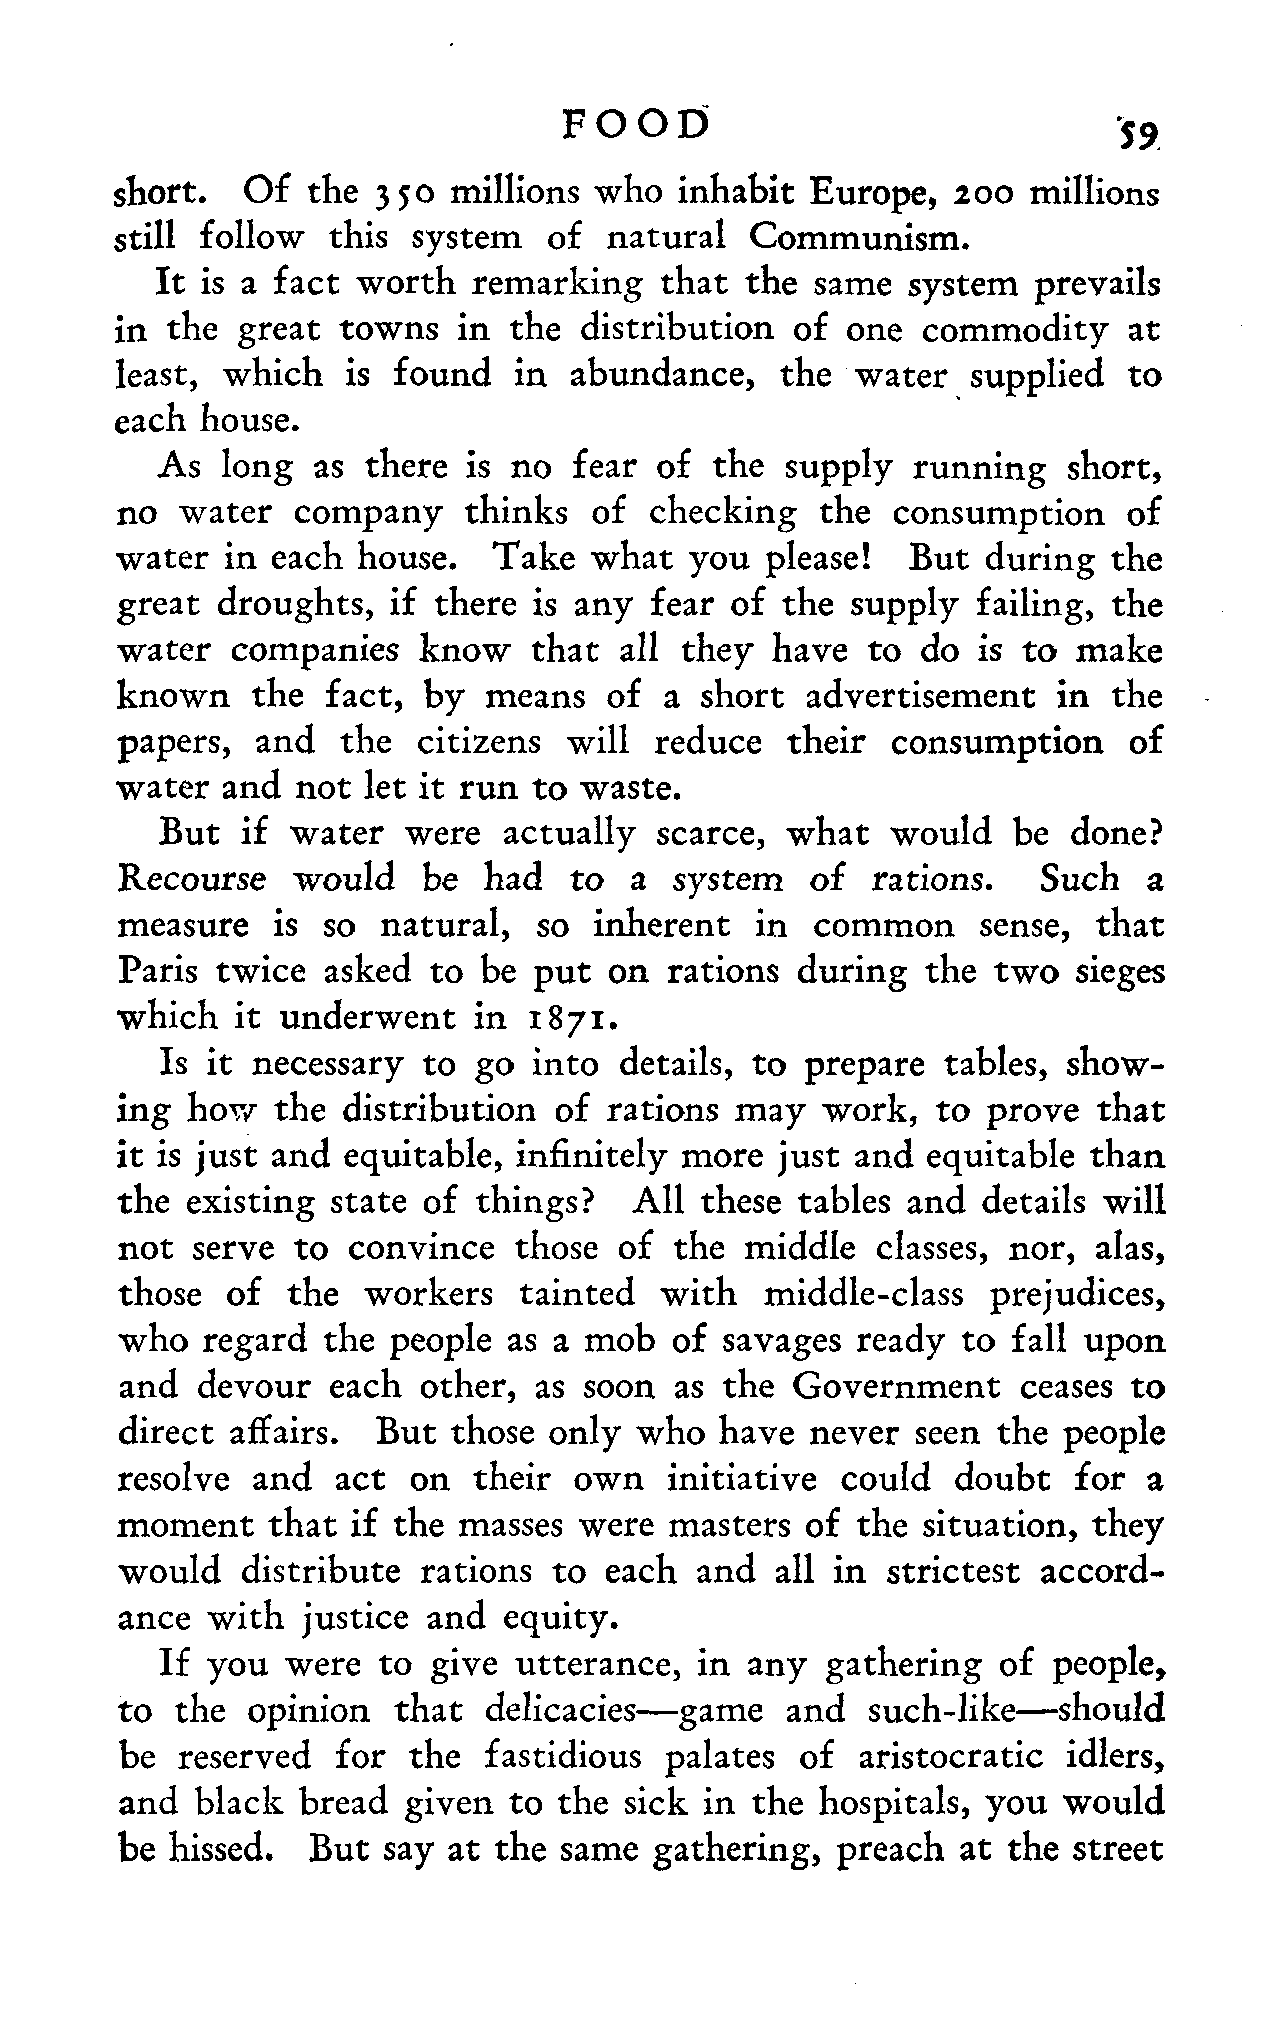 FOOD 59
short. Of the 350 millions who inhabit Europe, 200 millions
still follow this system of natural Communism.
It is a fact worth remarking that the same system prevails
in the great towns in the distribution of one commodity at
least, which is found in abundance, the water supplied to
each house.
As long as there is no fear of the supply running short,
no water company thinks of checking the consumption of
water in each house. Take what you please! But during the
great droughts, if there is any fear of the supply failing, the
water companies know that all they have to do is to make
known the fact, by means of a short advertisement in the
papers, and the citizens will reduce their consumption of
water and not let it run to waste.
But if water were actually scarce, what would be done?
Recourse would be had to a system of rations. Such a
measure is so natural, so inherent in common sense, that
Paris twice asked to be put on rations during the two sieges
which it underwent in 1871.
Is it necessary to go into details, to prepare tables, show-
ing how the distribution of rations may work, to prove that
it is just and equitable, infinitely more just and equitable than
the existing state of things? All these tables and details will
not serve to convince those of the middle classes, nor, alas,
those of the workers tainted with middle-class prejudices,
who regard the people as a mob of savages ready to fall upon
and devour each other, as soon as the Government ceases to
direct affairs. But those only who have never seen the people
resolve and act on their own initiative could doubt for a
moment that if the masses were masters of the situation, they
would distribute rations to each and all in strictest accord-
ance with justice and equity.
If you were to give utterance, in any gathering of people,
to the opinion that delicacies—game and such-like—should
be reserved for the fastidious palates of aristocratic idlers,
and black bread given to the sick in the hospitals, you would
be hissed. But say at the same gathering, preach at the street